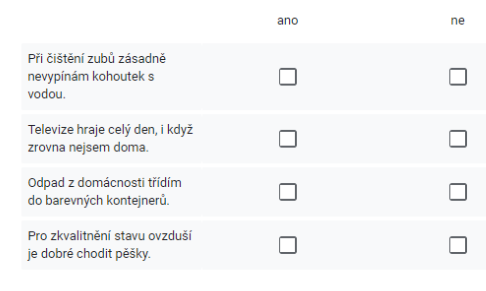 ano ne
Při čištění zubů zásadně
nevypínám kohoutek s
vodou.
Televize hraje celý den, i když
zrovna nejsem doma.
Odpad z domácnosti třídím
do barevných kontejnerů.
Pro zkvalitnění stavu ovzduší
je dobré chodit pěšky.